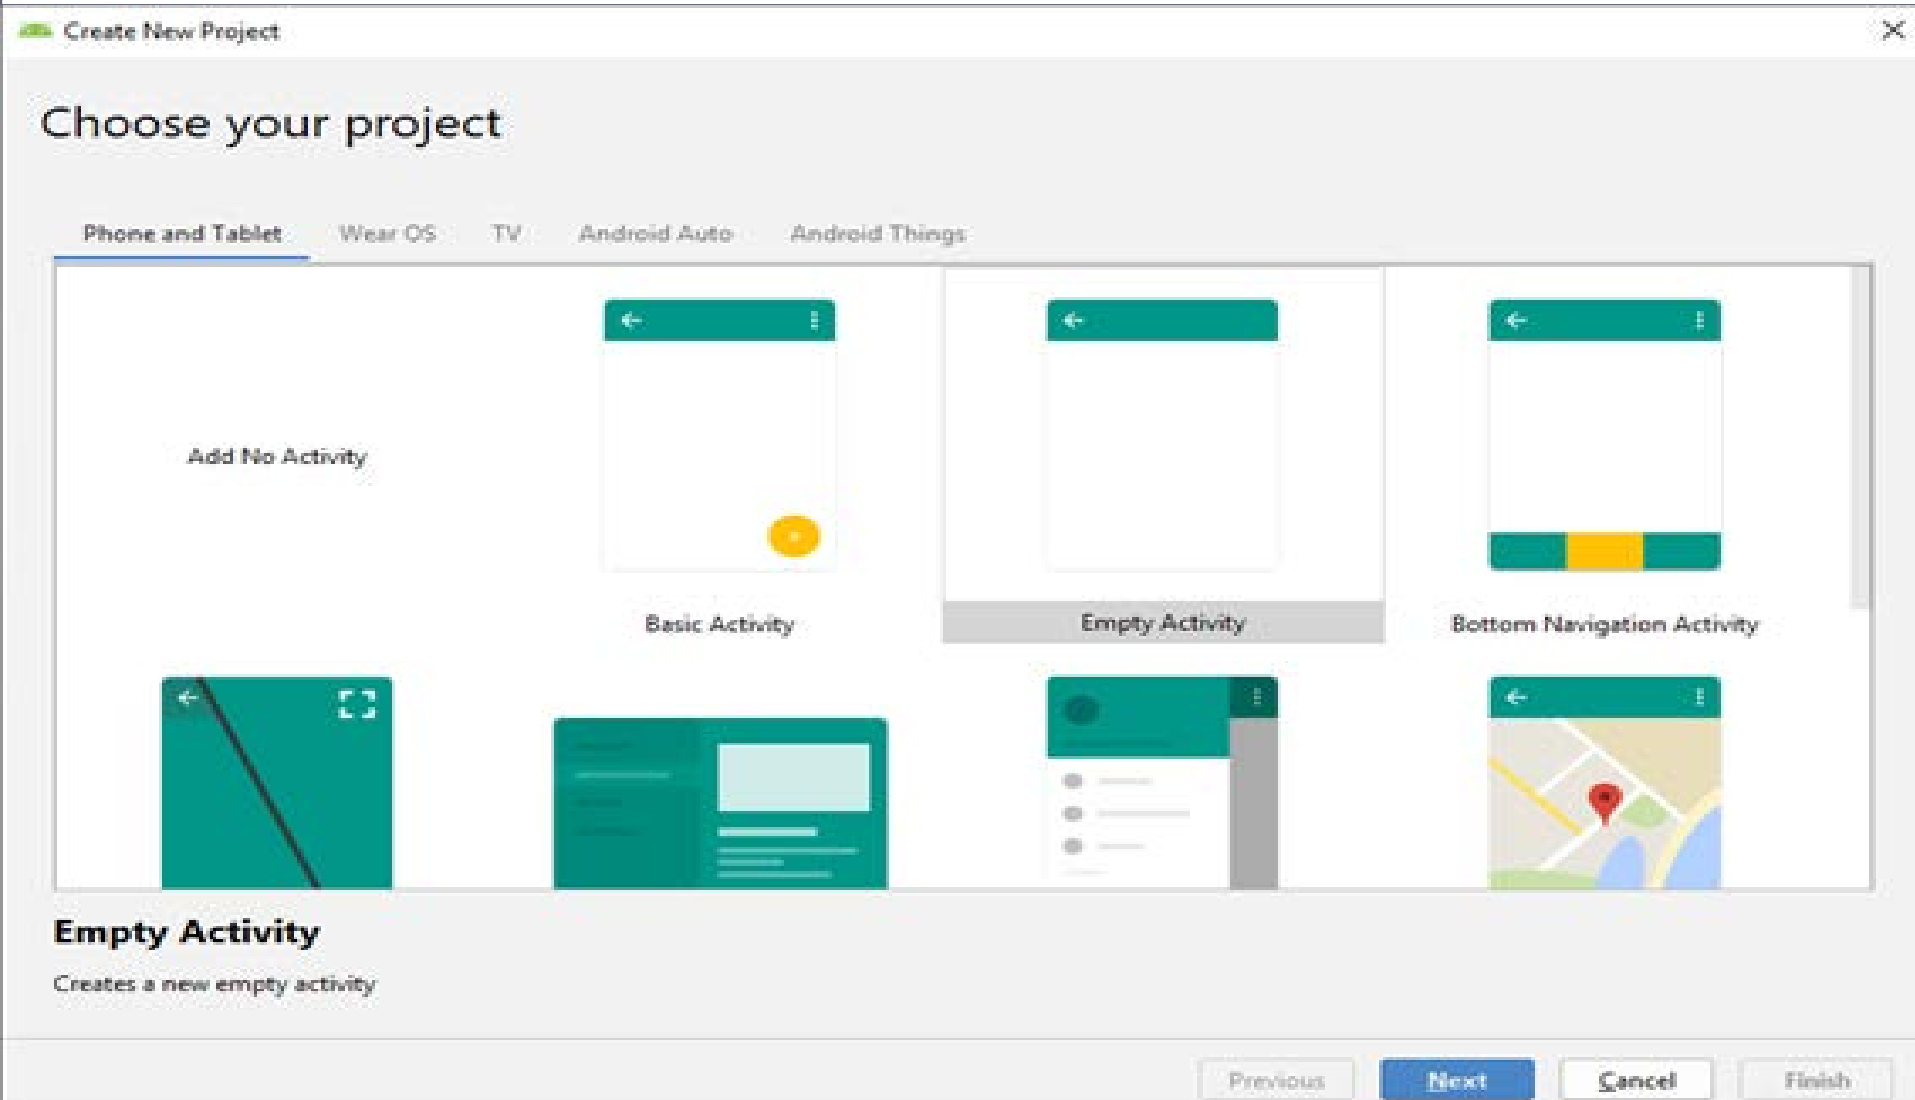 Create New Project
Choose your project
Phone and Tablet Wear OS TV Android Auto Android Things
Add No Activity
Basic Activity Empty Activity Bottom Navigation Activity
Empty Activity
Creates a new empty activity
Previous Next Cancel Finish